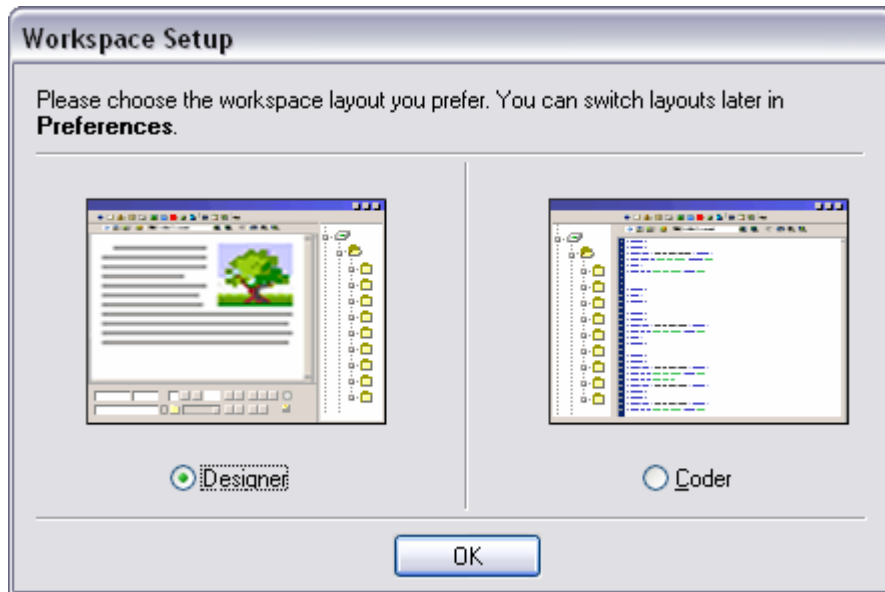 Workspace Setup
Please choose the workspace layout you prefer. You can switch layouts later in
Preferences.
Designer
Coder
OK